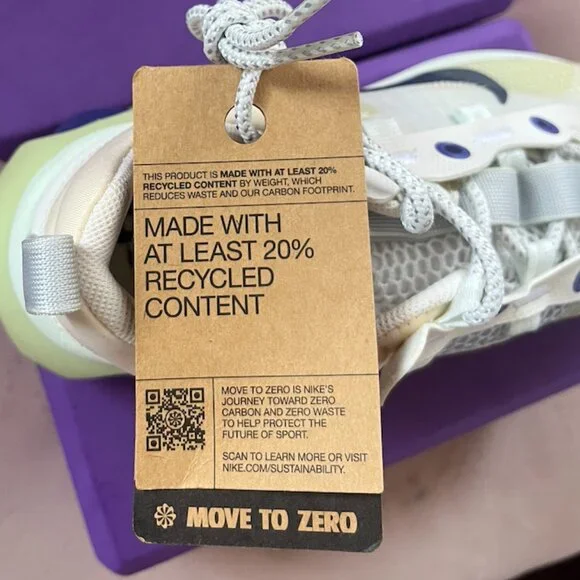 THIS PRODUCT IS MADE WITH AT LEAST 20%
RECYCLED CONTENT BY WEIGHT, WHICH
REDUCES WASTE AND OUR CARBON FOOTPRINT.
MADE WITH
AT LEAST 20%
RECYCLED
CONTENT
MOVE TO ZERO IS NIKE'S
JOURNEY TOWARD ZERO
CARBON AND ZERO WASTE
TO HELP PROTECT THE
FUTURE OF SPORT.
SCAN TO LEARN MORE OR VISIT
NIKE.COM/SUSTAINABILITY.
MOVE TO ZERO